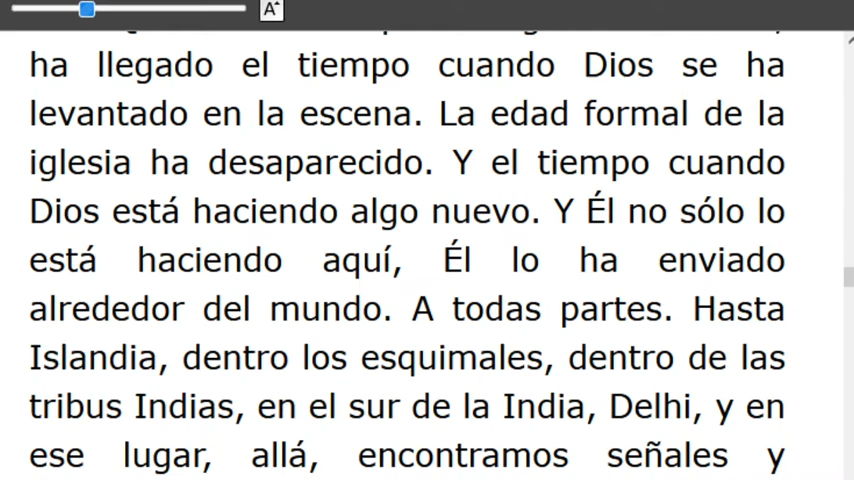 A
ha llegado el tiempo cuando Dios se ha
levantado en la escena. La edad formal de la
iglesia ha desaparecido. Y el tiempo cuando
Dios está haciendo algo nuevo. Y Él no sólo lo
está haciendo aquí, Él lo ha enviado
alrededor del mundo. A todas partes. Hasta
Islandia, dentro los esquimales, dentro de las
tribus Indias, en el sur de la India, Delhi, y en
ese lugar, allá, encontramos señales y